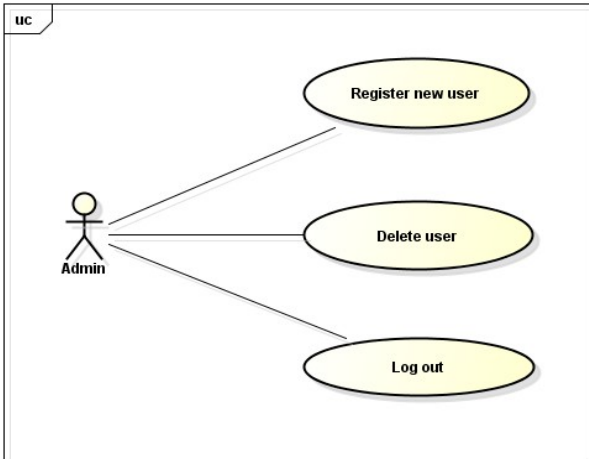 uc
Register new user
Delete user
Admin
Log out